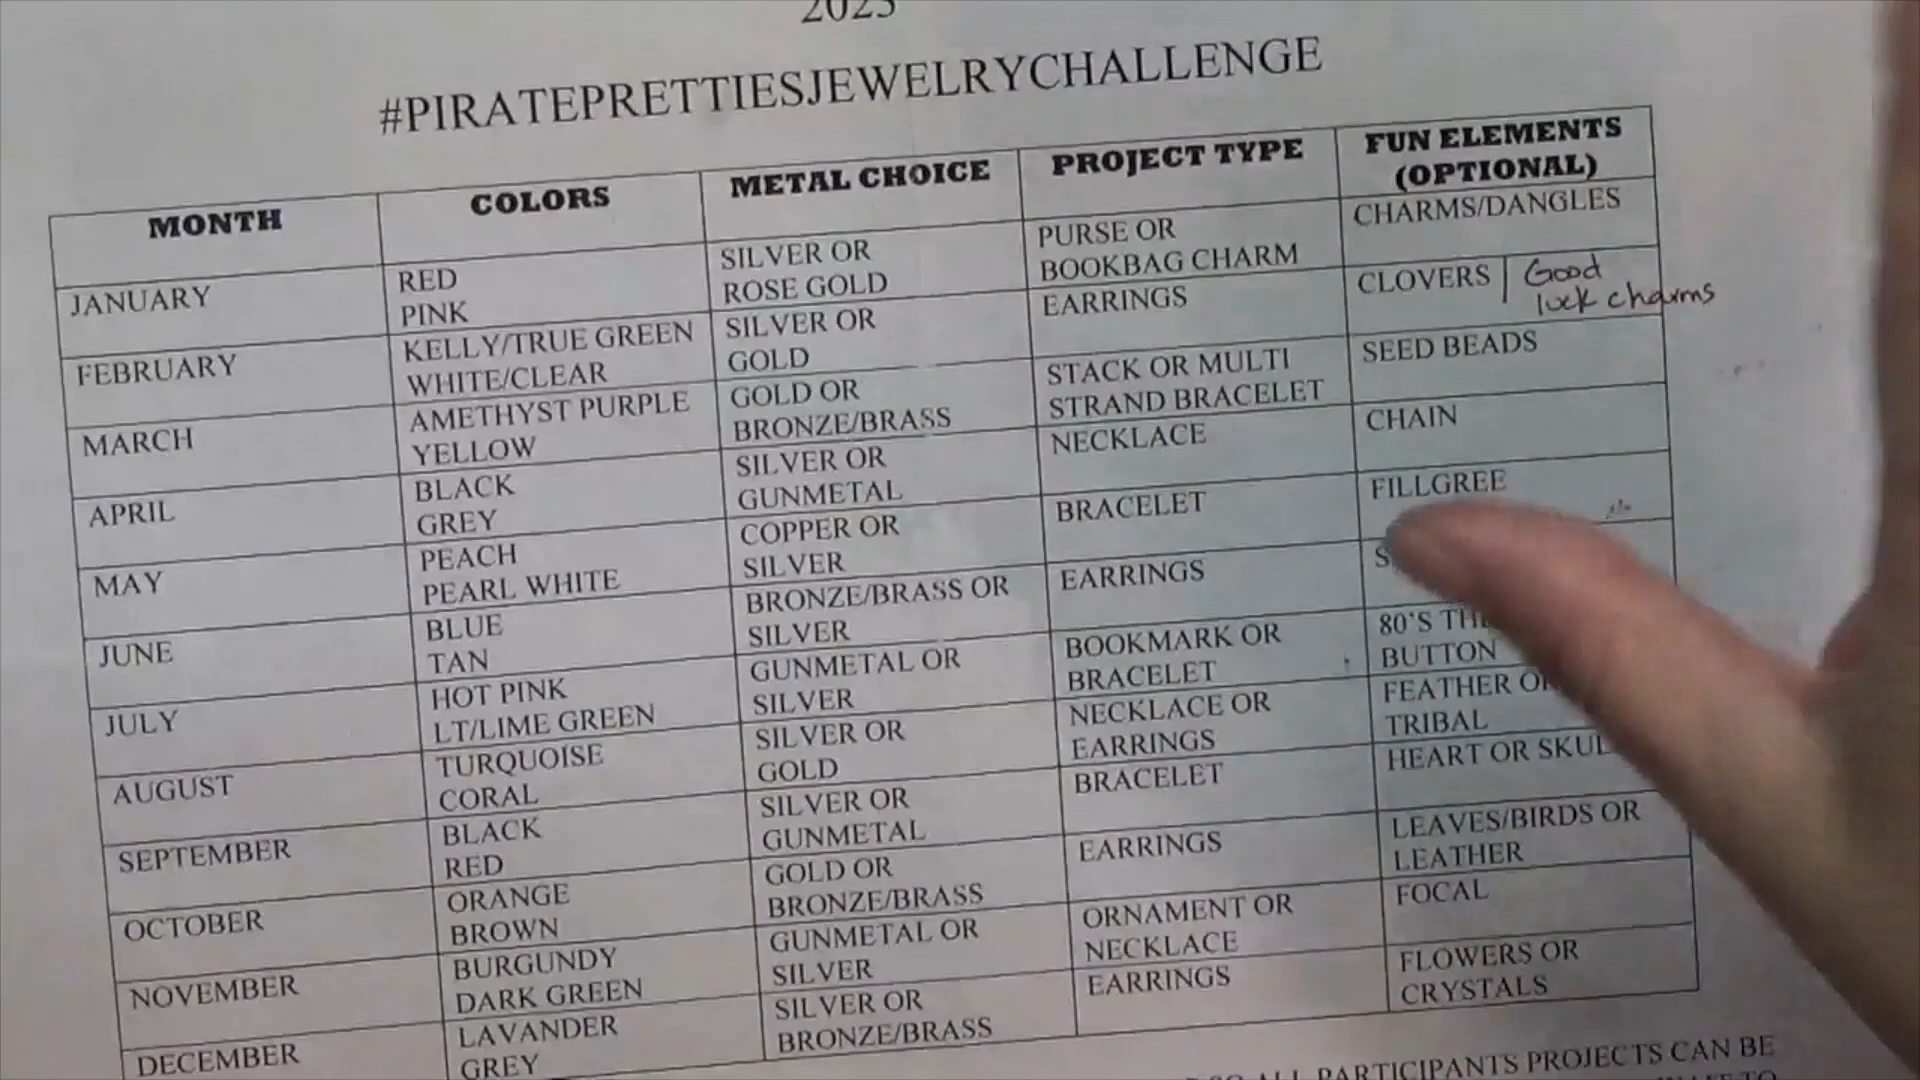 2023
#PIRATEPRETTIESJEWELRYCHALLENGE
MONTH COLORS METAL CHOICE PROJECT TYPE FUN ELEMENTS (OPTIONAL)
JANUARY RED SILVER OR PURSE OR CHARMS/DANGLES
PINK ROSE GOLD BOOKBAG CHARM
FEBRUARY KELLY/TRUE GREEN SILVER OR EARRINGS CLOVERS Good
WHITE/CLEAR GOLD luck charms
MARCH AMETHYST PURPLE GOLD OR STACK OR MULTI SEED BEADS
YELLOW BRONZE/BRASS STRAND BRACELET
APRIL BLACK SILVER OR NECKLACE CHAIN
GREY GUNMETAL
MAY PEACH COPPER OR BRACELET FILLGREE
PEARL WHITE SILVER
JUNE BLUE BRONZE/BRASS OR EARRINGS
TAN SILVER
JULY HOT PINK GUNMETAL OR BOOKMARK OR 80'S
LT/LIME GREEN SILVER BRACELET BUTTON
AUGUST TURQUOISE SILVER OR NECKLACE OR FEATHER OR
CORAL GOLD EARRINGS TRIBAL
SEPTEMBER BLACK SILVER OR BRACELET HEART OR
RED GUNMETAL
OCTOBER ORANGE GOLD OR EARRINGS LEAVES/BIRDS OR
BROWN BRONZE/BRASS LEATHER
NOVEMBER BURGUNDY GUNMETAL OR ORNAMENT OR FOCAL
DARK GREEN SILVER NECKLACE
DECEMBER LAVANDER SILVER OR EARRINGS FLOWERS OR
GREY BRONZE/BRASS CRYSTALS
ALL PARTICIPANTS PROJECTS CAN BE